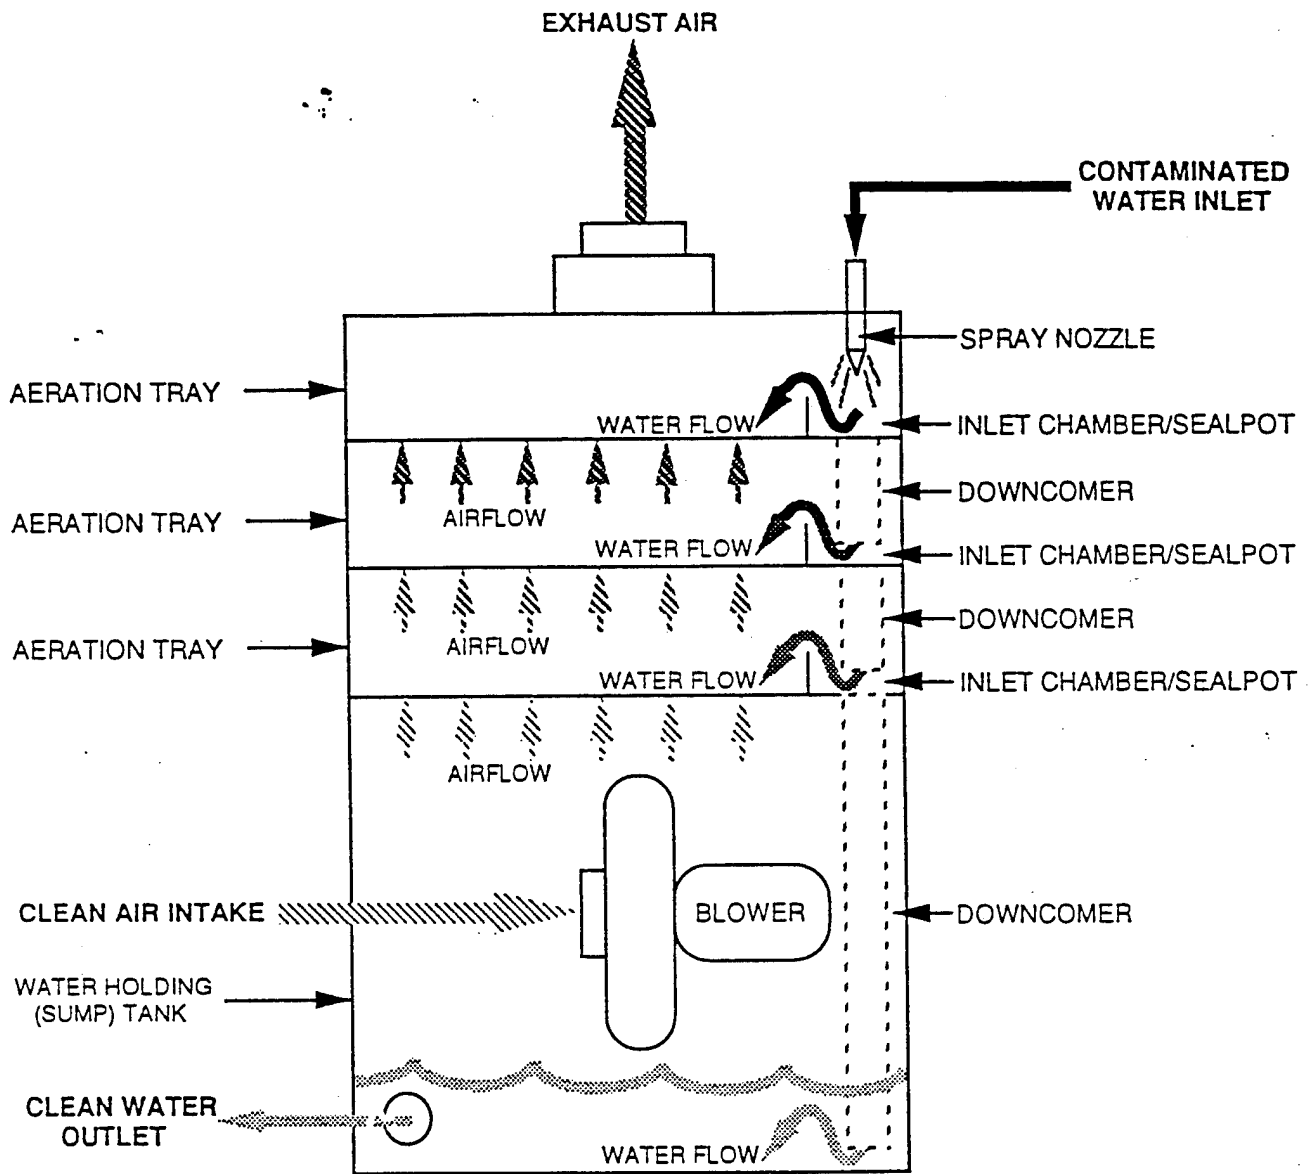 EXHAUST AIR
CONTAMINATED
WATER INLET
SPRAY NOZZLE
AERATION TRAY
WATER FLOW
INLET CHAMBER/SEALPOT
DOWNCOMER
AIRFLOW
AERATION TRAY
WATER FLOW
INLET CHAMBER/SEALPOT
DOWNCOMER
AIRFLOW
AERATION TRAY
WATER FLOW
INLET CHAMBER/SEALPOT
AIRFLOW
CLEAN AIR INTAKE
BLOWER
DOWNCOMER
WATER HOLDING
(SUMP) TANK
CLEAN WATER
OUTLET
WATER FLOW